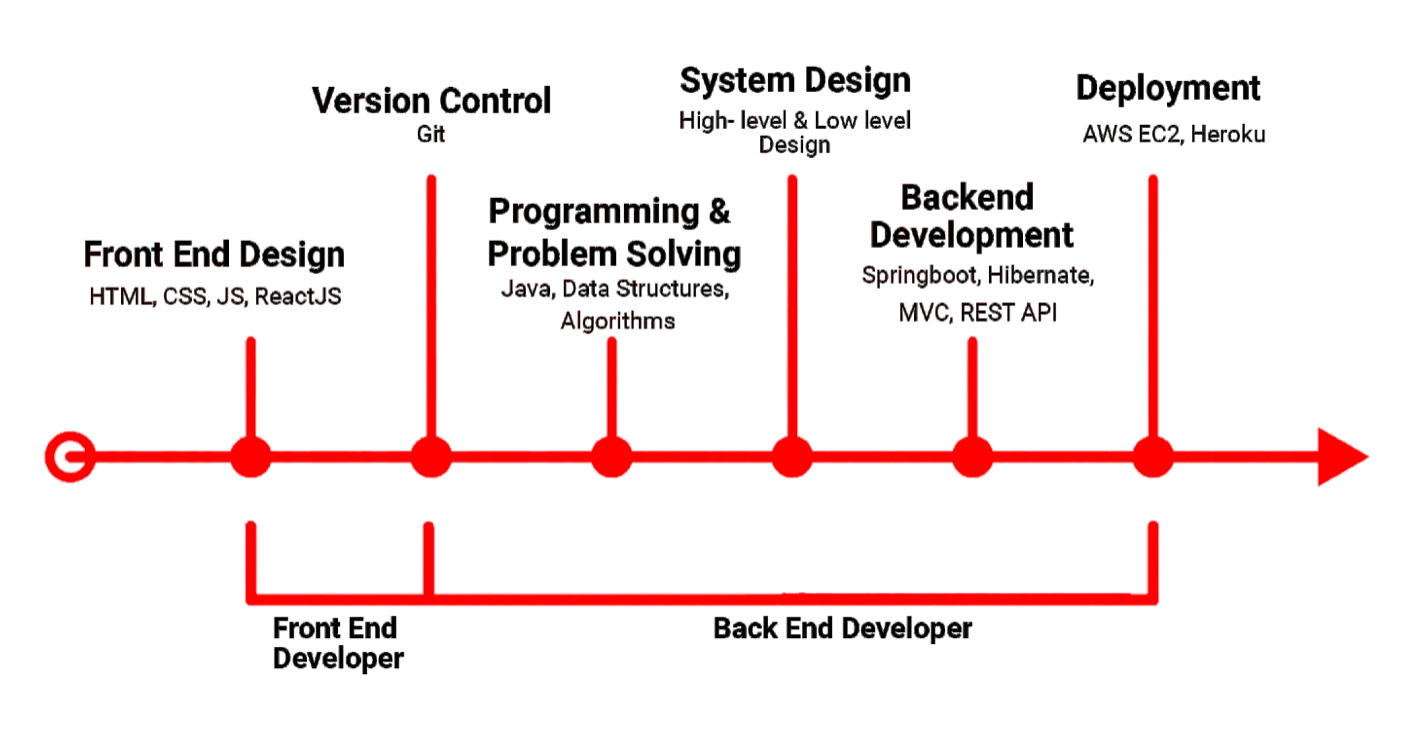 Front End Design
HTML, CSS, JS, ReactJS
Version Control
Git
Programming &
Problem Solving
Java, Data Structures,
Algorithms
System Design
High- level & Low level
Design
Backend
Development
Springboot, Hibernate,
MVC, REST API
Deployment
AWS EC2, Heroku
Front End
Developer
Back End Developer